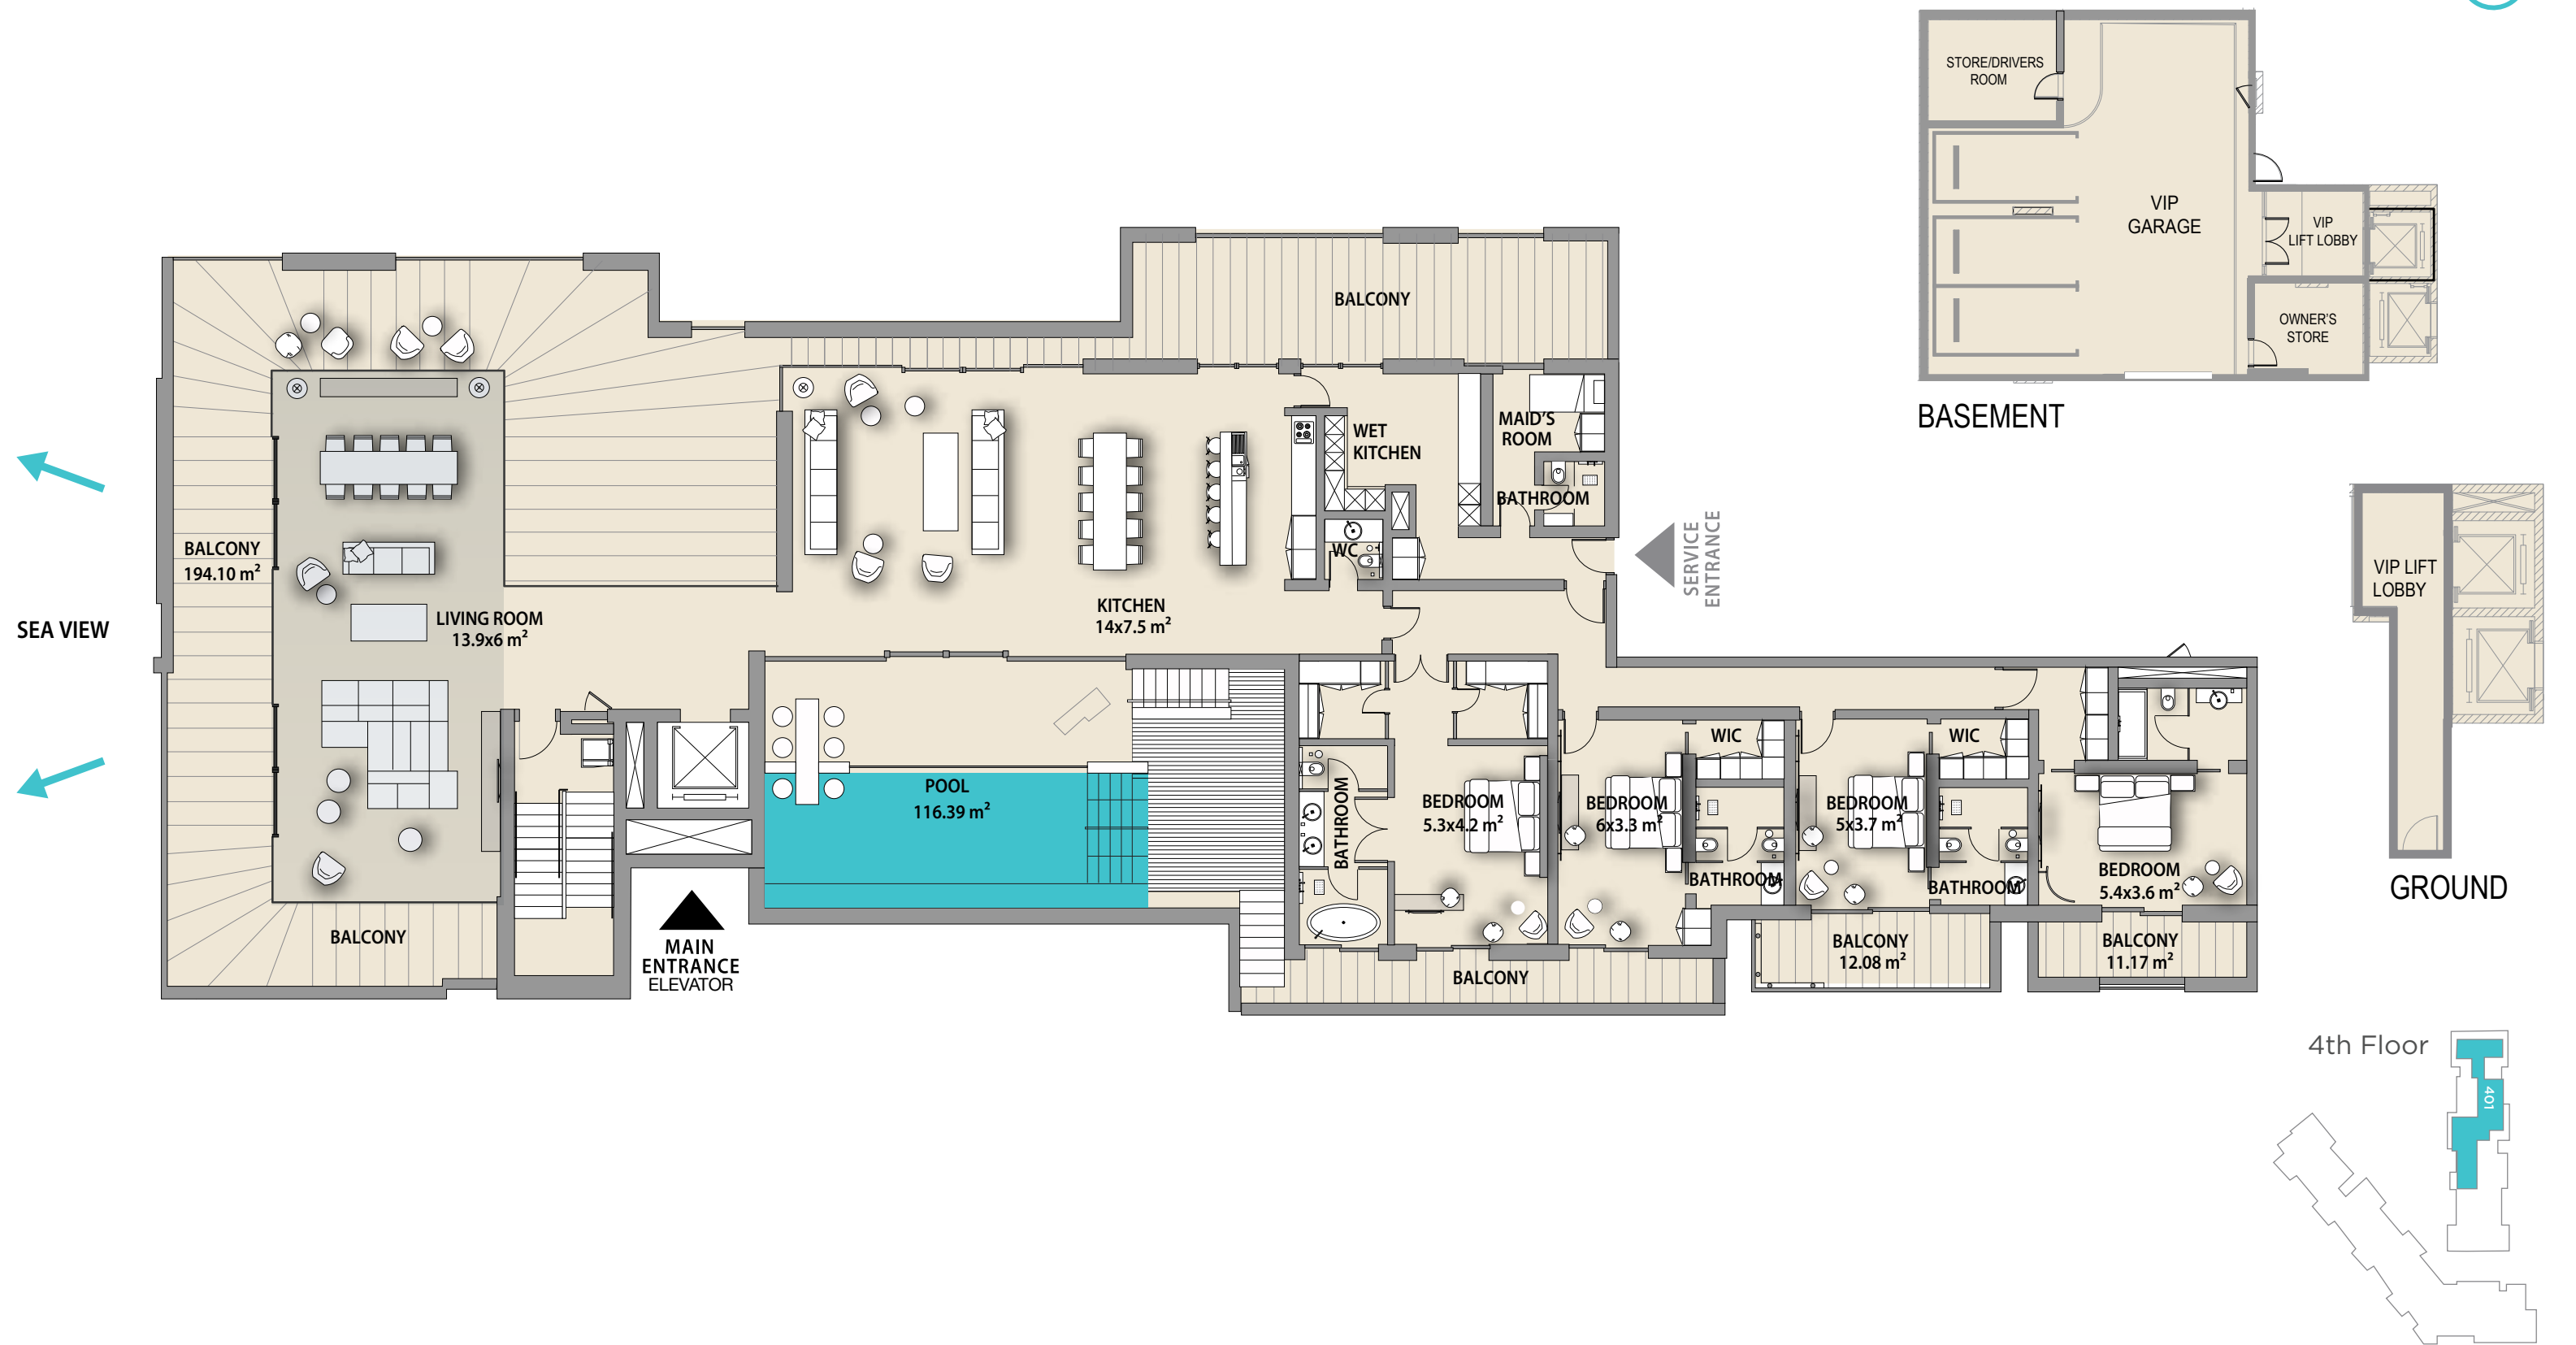 STORE/DRIVERS
ROOM
VIP
GARAGE
VIP
LIFT LOBBY
OWNER'S
STORE
BASEMENT
BALCONY
WET
KITCHEN
MAID'S
ROOM
BATHROOM
WC
SERVICE
ENTRANCE
BALCONY
194.10 m²
SEA VIEW
LIVING ROOM
13.9x6 m²
KITCHEN
14x7.5 m²
VIP LIFT
LOBBY
GROUND
POOL
116.39 m²
BATHROOM
BEDROOM
5.3x4.2 m²
BEDROOM
6x3.3 m²
WIC
BATHROOM
BEDROOM
5x3.7 m²
WIC
BATHROOM
BEDROOM
5.4x3.6 m²
BALCONY
MAIN
ENTRANCE
ELEVATOR
BALCONY
BALCONY
12.08 m²
BALCONY
11.17 m²
4th Floor
401